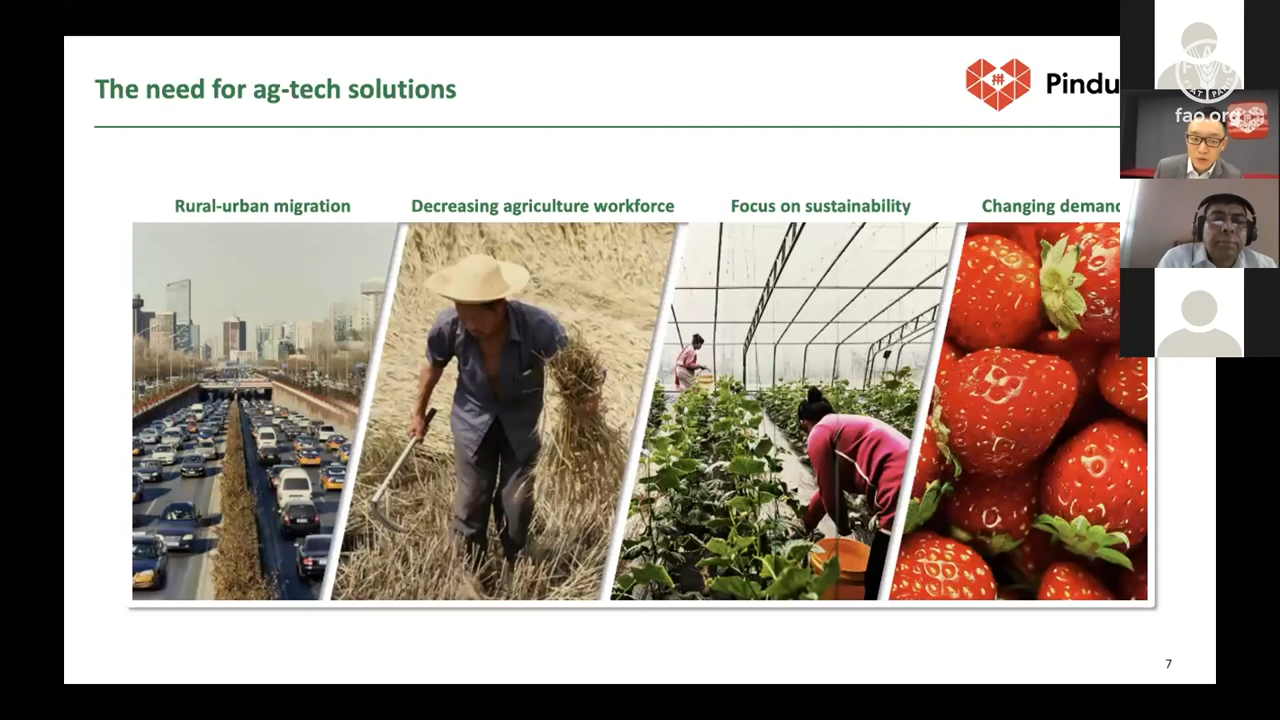 The need for ag-tech solutions
Pindu
fao.org
Rural-urban migration
Decreasing agriculture workforce
Focus on sustainability
Changing demanc
7